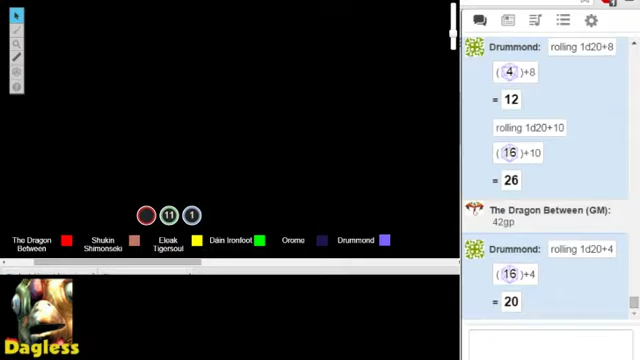 Drummond: rolling 1d20+8
( 4 )+8
= 12
rolling 1d20+10
( 16 )+10
= 26
The Dragon Between (GM):
42gp
Drummond: rolling 1d20+4
( 16 )+4
= 20
11 1
The Dragon
Between
Shukin
Shimonseki
Eleak
Tigersoul
Dáin Ironfoot
Orome
Drummond
Dagless